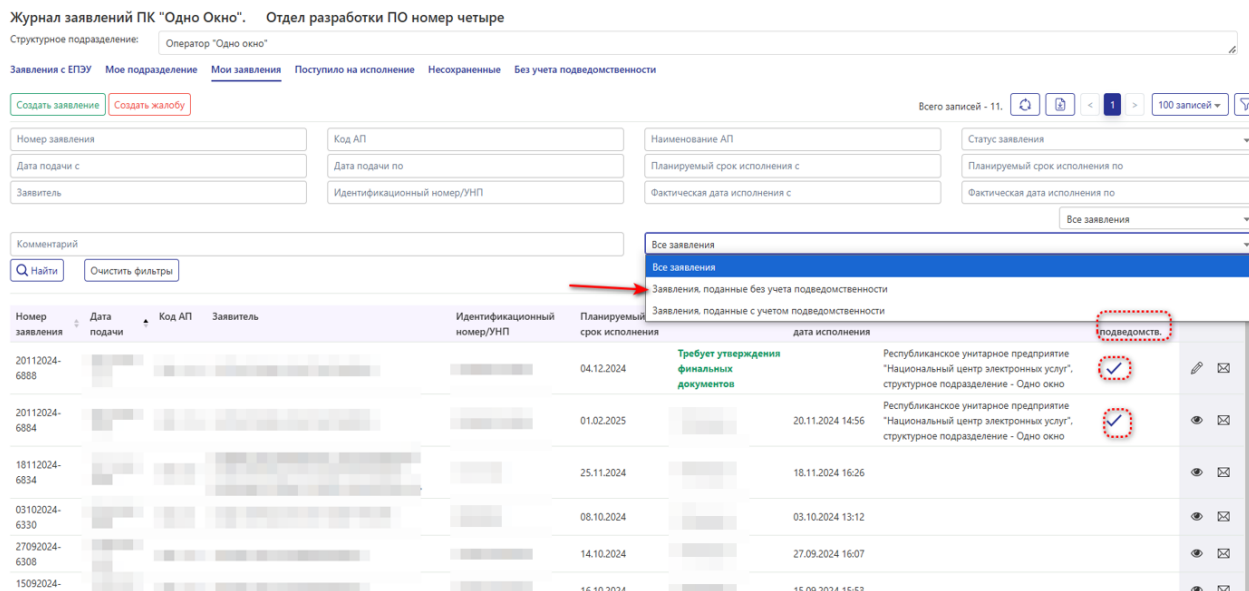 Журнал заявлений ПК "Одно Окно". Отдел разработки ПО номер четыре
Структурное подразделение: Оператор "Одно окно"
Заявления с ЕПЭУ Мое подразделение Мои заявления Поступило на исполнение Несохраненные Без учета подведомственности
Создать заявление Создать жалобу Всего записей - 11. < 1 > 100 записей
Номер заявления Код АП Наименование АП Статус заявления
Дата подачи с Дата подачи по Планируемый срок исполнения с Планируемый срок исполнения по
Заявитель Идентификационный номер/УНП Фактическая дата исполнения с Фактическая дата исполнения по
Все заявления
Комментарий Все заявления
Найти Очистить фильтры Все заявления
Заявления, поданные без учета подведомственности
Заявления, поданные с учетом подведомственности
Номер Дата Код АП Заявитель Идентификационный Планируемый
заявления подачи номер/УНП срок исполнения дата исполнения подведомств.
20112024-
6888 04.12.2024 Требует утверждения
финальных
документов Республиканское унитарное предприятие
"Национальный центр электронных услуг",
структурное подразделение - Одно окно
20112024-
6884 01.02.2025 20.11.2024 14:56 Республиканское унитарное предприятие
"Национальный центр электронных услуг",
структурное подразделение - Одно окно
18112024-
6834 25.11.2024 18.11.2024 16:26
03102024-
6330 08.10.2024 03.10.2024 13:12
27092024-
6308 14.10.2024 27.09.2024 16:07
15092024-
16.10.2024 15.09.2024 15:53